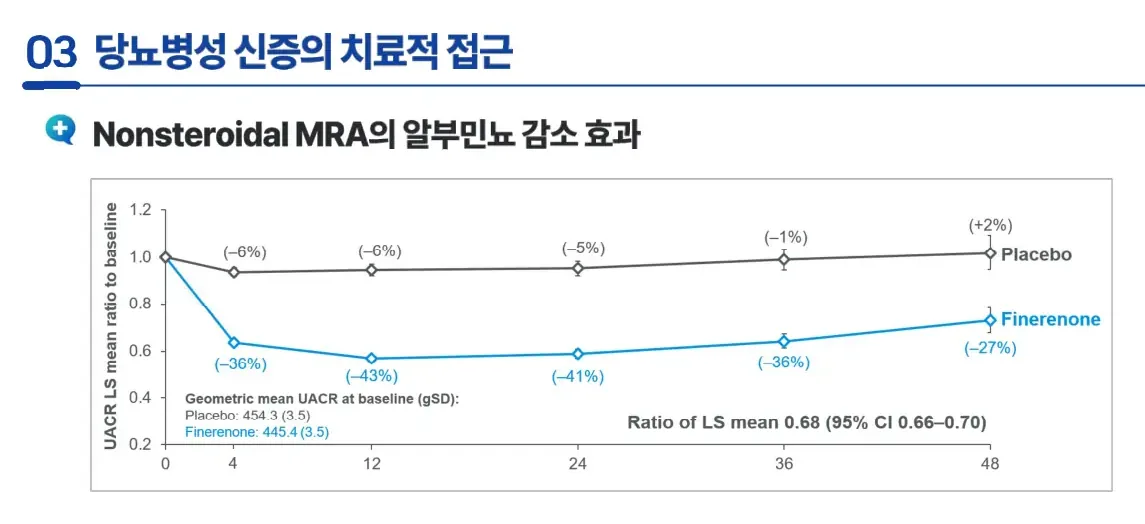 03 당뇨병성 신증의 치료적 접근
Nonsteroidal MRA의 알부민뇨 감소 효과
UACR LS mean ratio to baseline
1.2
1.0
0.8
0.6
0.4
0.2
(–6%)
(–6%)
(–5%)
(–1%)
(+2%)
Placebo
Finerenone
(–36%)
(–43%)
(–41%)
(–36%)
(–27%)
Geometric mean UACR at baseline (gSD):
Placebo: 454.3 (3.5)
Finerenone: 445.4 (3.5)
Ratio of LS mean 0.68 (95% CI 0.66–0.70)
0 4 12 24 36 48